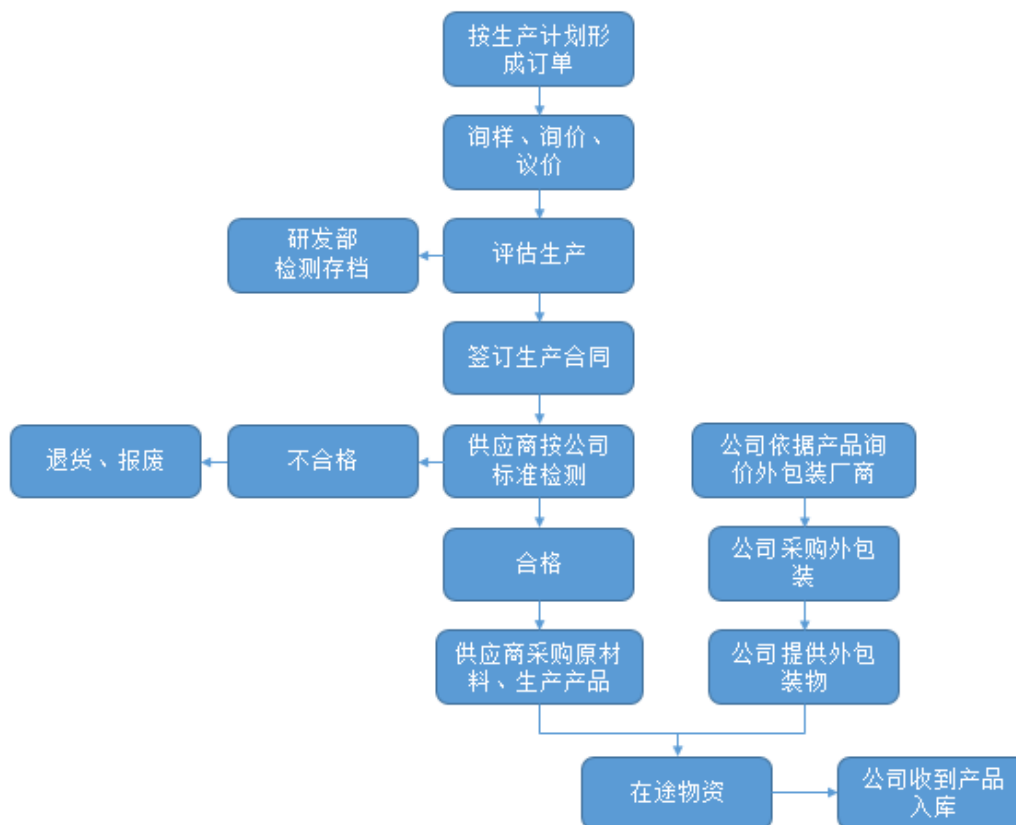 按生产计划形
成订单
询样、询价、
议价
研发部
检测存档
评估生产
签订生产合同
退货、报废
不合格
供应商按公司
标准检测
公司依据产品询
价外包装厂商
合格
公司采购外包
装
供应商采购原材
料、生产产品
公司提供外包
装物
在途物资
公司收到产品
入库